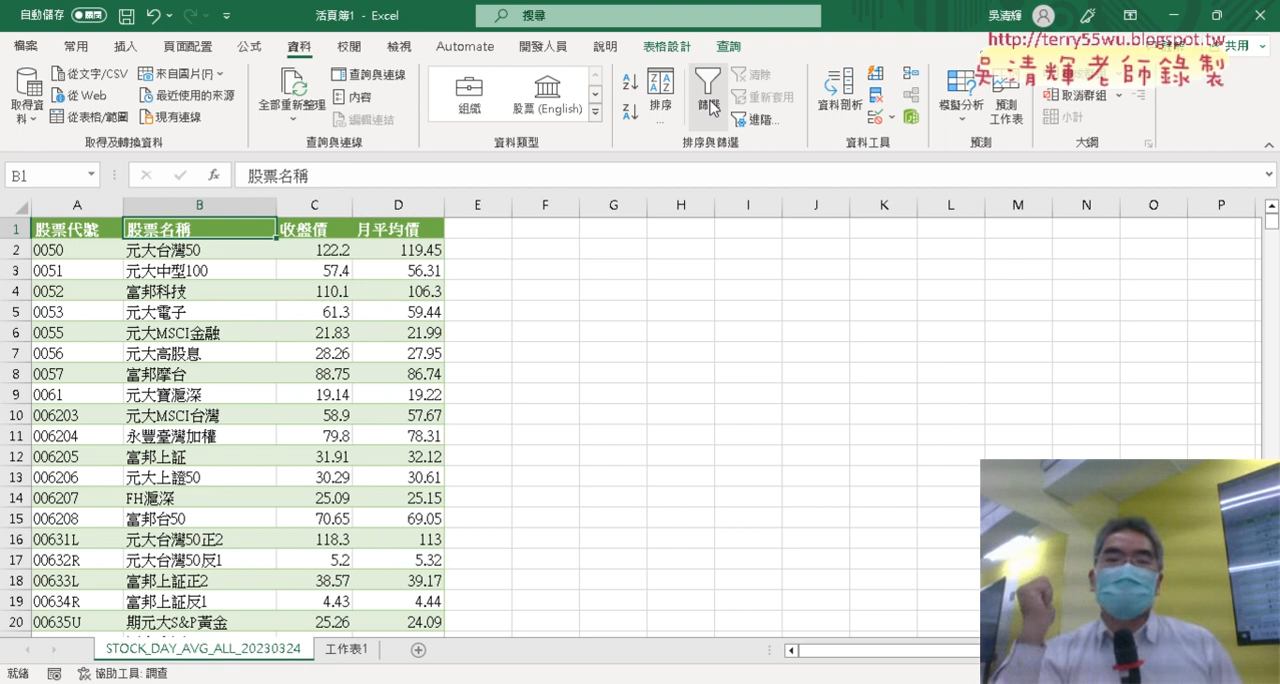 自動儲存 關閉 活頁簿1 - Excel 搜尋 吳清輝
檔案 常用 插入 頁面配置 公式 資料 校閱 檢視 Automate 開發人員 說明 表格設計 查詢 共用
http://terry55wu.blogspot.tw
吳清輝老師錄製
取得資料 從文字/CSV 來自圖片(F) 從 Web 最近使用的來源 從表格/範圍 現有連線 取得及轉換資料
全部重新整理 查詢與連線 內容 編輯連結 查詢與連線
組織 股票 (English) 資料類型
排序 篩選 清除 重新套用 進階... 排序與篩選
資料剖析 資料工具
模擬分析 預測工作表 預測
取消群組 小計 大綱
B1 fx 股票名稱
A B C D E F G H I J K L M N O P
1 股票代號 股票名稱 收盤價 月平均價
2 0050 元大台灣50 122.2 119.45
3 0051 元大中型100 57.4 56.31
4 0052 富邦科技 110.1 106.3
5 0053 元大電子 61.3 59.44
6 0055 元大MSCI金融 21.83 21.99
7 0056 元大高股息 28.26 27.95
8 0057 富邦摩台 88.75 86.74
9 0061 元大寶滬深 19.14 19.22
10 006203 元大MSCI台灣 58.9 57.67
11 006204 永豐臺灣加權 79.8 78.31
12 006205 富邦上証 31.91 32.12
13 006206 元大上證50 30.29 30.61
14 006207 FH滬深 25.09 25.15
15 006208 富邦台50 70.65 69.05
16 00631L 元大台灣50正2 118.3 113
17 00632R 元大台灣50反1 5.2 5.32
18 00633L 富邦上証正2 38.57 39.17
19 00634R 富邦上証反1 4.43 4.44
20 00635U 期元大S&P黃金 25.26 24.09
STOCK_DAY_AVG_ALL_20230324 工作表1
就緒 協助工具: 調查